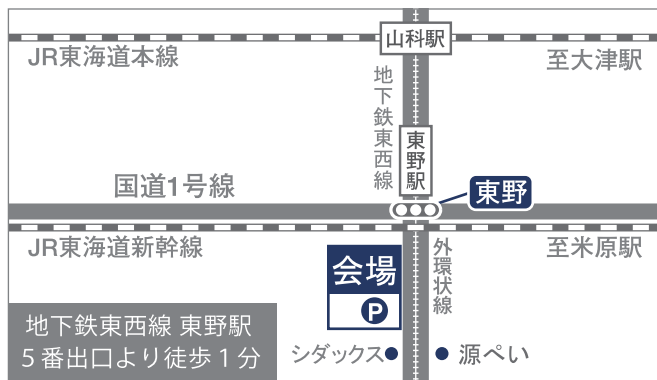 山科駅
JR東海道本線
至大津駅
地下鉄東西線
東野駅
国道1号線
東野
JR東海道新幹線
至米原駅
外環状線
会場
P
地下鉄東西線 東野駅
5番出口より徒歩1分
シダックス
源ぺい